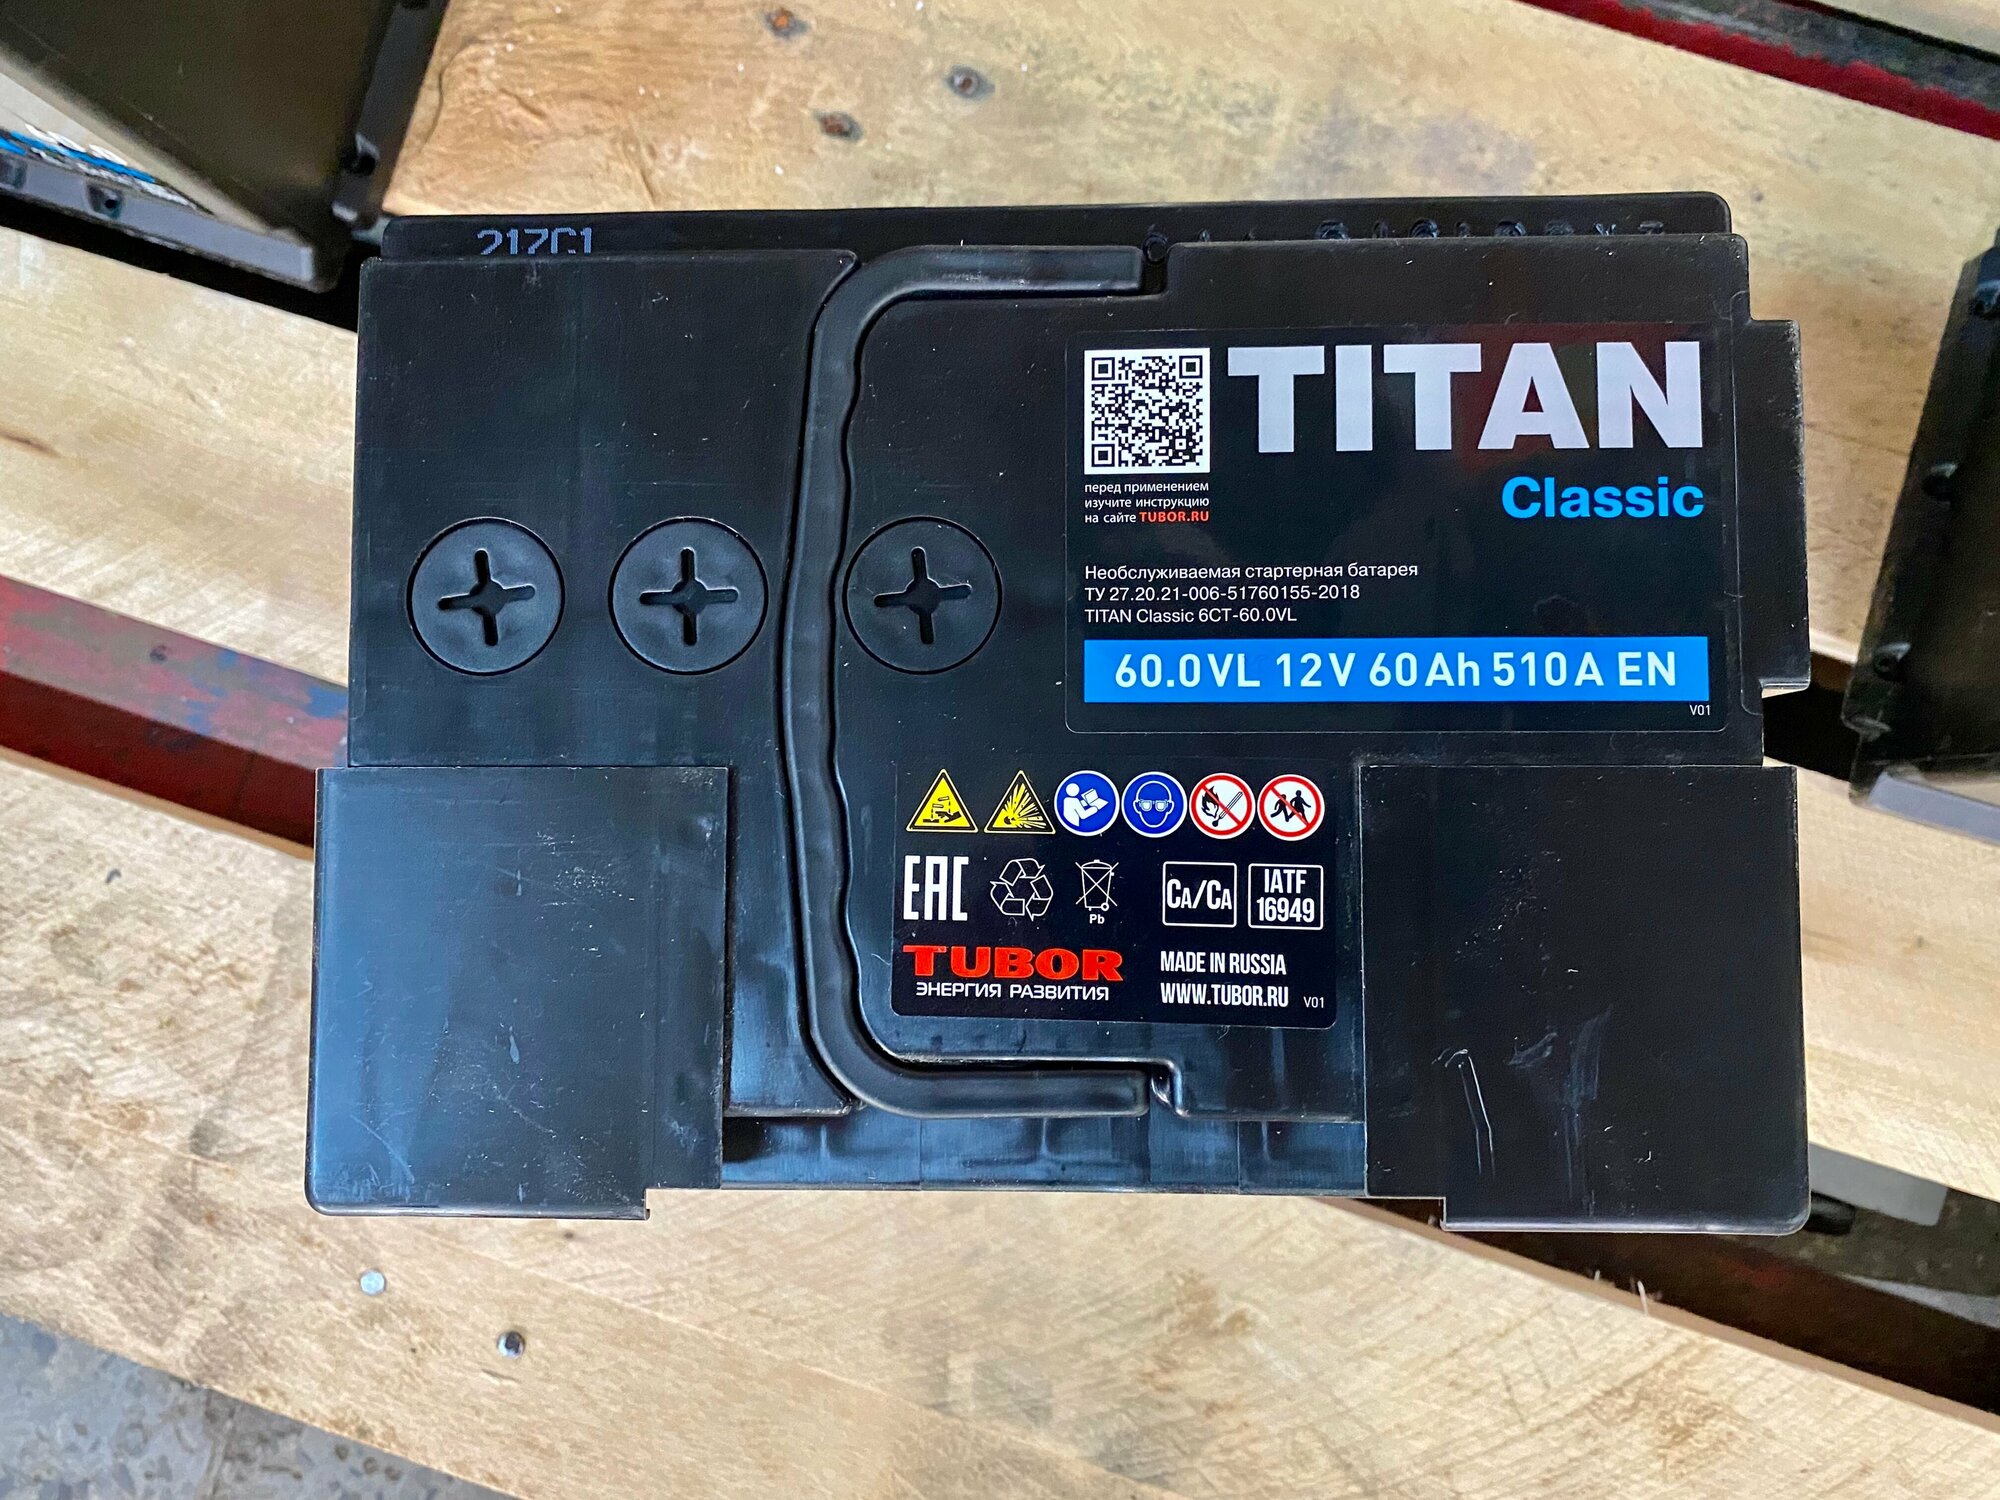 217C1
TITAN
Classic
перед применением
изучите инструкцию
на сайте TUBOR.RU
Необслуживаемая стартерная батарея
ТУ 27.20.21-006-51760155-2018
TITAN Classic 6СТ-60.0VL
60.0VL 12V 60Ah 510A EN
V01
EAC
Pb
CA/CA
IATF
16949
TUBOR
ЭНЕРГИЯ РАЗВИТИЯ
MADE IN RUSSIA
WWW.TUBOR.RU V01